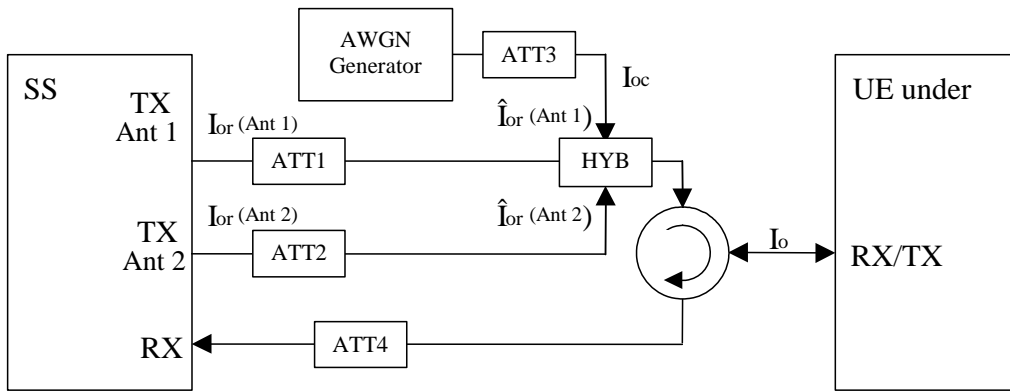 AWGN
Generator
ATT3
SS
UE under
Ioc
TX
Ant 1
Ior (Ant 1)
Îor (Ant 1)
ATT1
HYB
TX
Ant 2
Ior (Ant 2)
Îor (Ant 2)
ATT2
Io
RX/TX
RX
ATT4